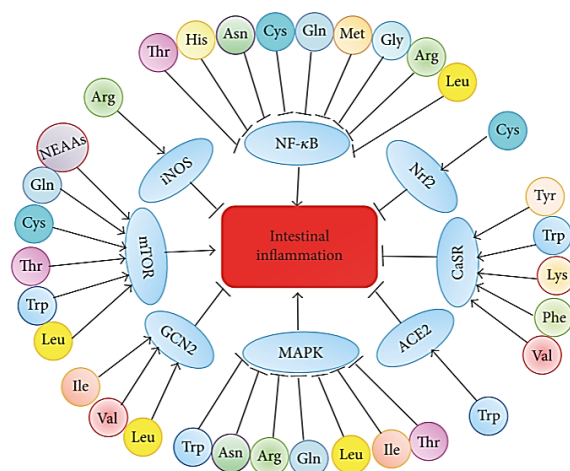 Thr
His
Asn
Cys
Gln
Met
Gly
Arg
Leu
NF-κB
Arg
iNOS
Cys
Nrf2
NEAAs
Gln
Cys
Thr
Trp
Leu
mTOR
Intestinal
inflammation
CaSR
Tyr
Trp
Lys
Phe
Val
GCN2
Ile
Val
Leu
MAPK
Trp
Asn
Arg
Gln
Leu
Ile
Thr
ACE2
Trp